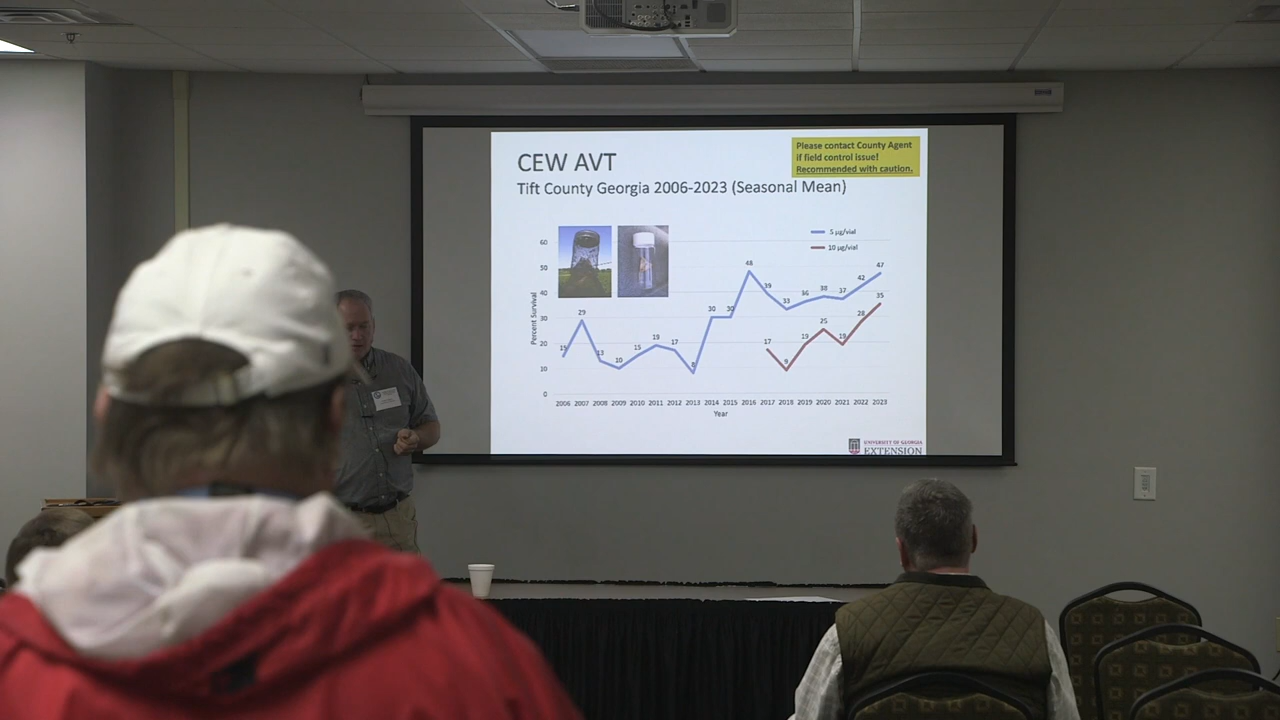 CEW AVT
Please contact County Agent
if field control issue!
Recommended with caution.
Tift County Georgia 2006-2023 (Seasonal Mean)
5 µg/vial
10 µg/vial
Percent Survival
60
50
40
30
20
10
0
15
29
13
10
15
19
17
8
30
30
48
39
33
36
38
37
42
47
17
9
19
25
19
28
35
2006 2007 2008 2009 2010 2011 2012 2013 2014 2015 2016 2017 2018 2019 2020 2021 2022 2023
Year
UNIVERSITY OF GEORGIA
EXTENSION